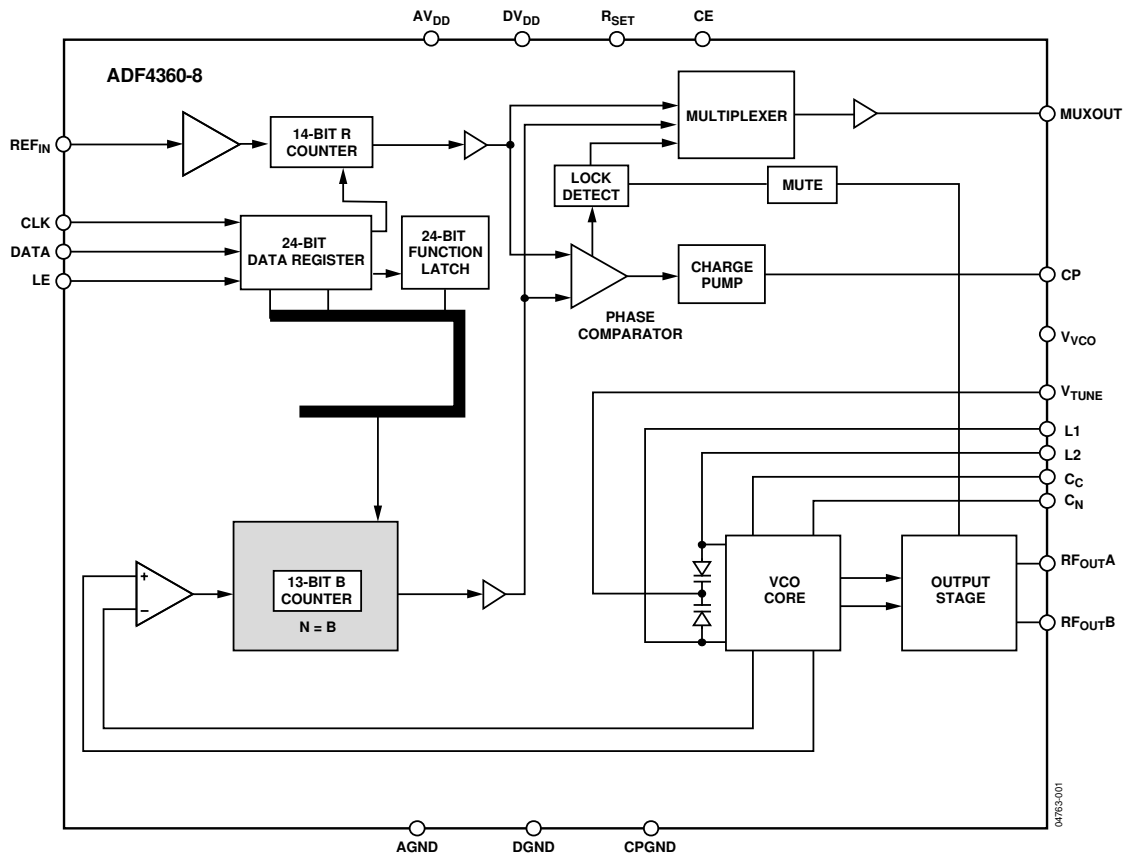 AVDD
DVDD
RSET
CE
ADF4360-8
REFIN
14-BIT R
COUNTER
MULTIPLEXER
MUXOUT
LOCK
DETECT
MUTE
CLK
DATA
LE
24-BIT
DATA REGISTER
24-BIT
FUNCTION
LATCH
CHARGE
PUMP
CP
PHASE
COMPARATOR
VVCO
VTUNE
L1
L2
CC
CN
+
−
13-BIT B
COUNTER
N = B
VCO
CORE
OUTPUT
STAGE
RFOUTA
RFOUTB
04763-001
AGND
DGND
CPGND